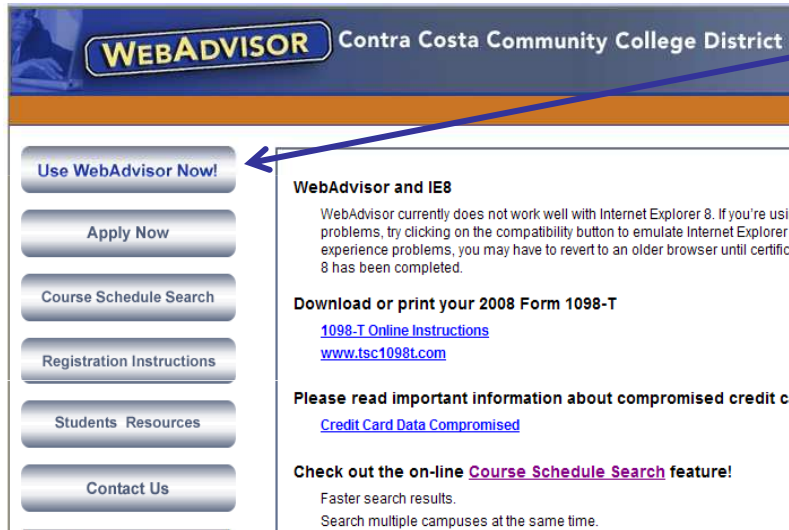 WEBADVISOR Contra Costa Community College District
Use WebAdvisor Now!
Apply Now
Course Schedule Search
Registration Instructions
Students Resources
Contact Us
WebAdvisor and IE8
WebAdvisor currently does not work well with Internet Explorer 8. If you're usi
problems, try clicking on the compatibility button to emulate Internet Explorer
experience problems, you may have to revert to an older browser until certific
8 has been completed.
Download or print your 2008 Form 1098-T
1098-T Online Instructions
www.tsc1098t.com
Please read important information about compromised credit c
Credit Card Data Compromised
Check out the on-line Course Schedule Search feature!
Faster search results.
Search multiple campuses at the same time.